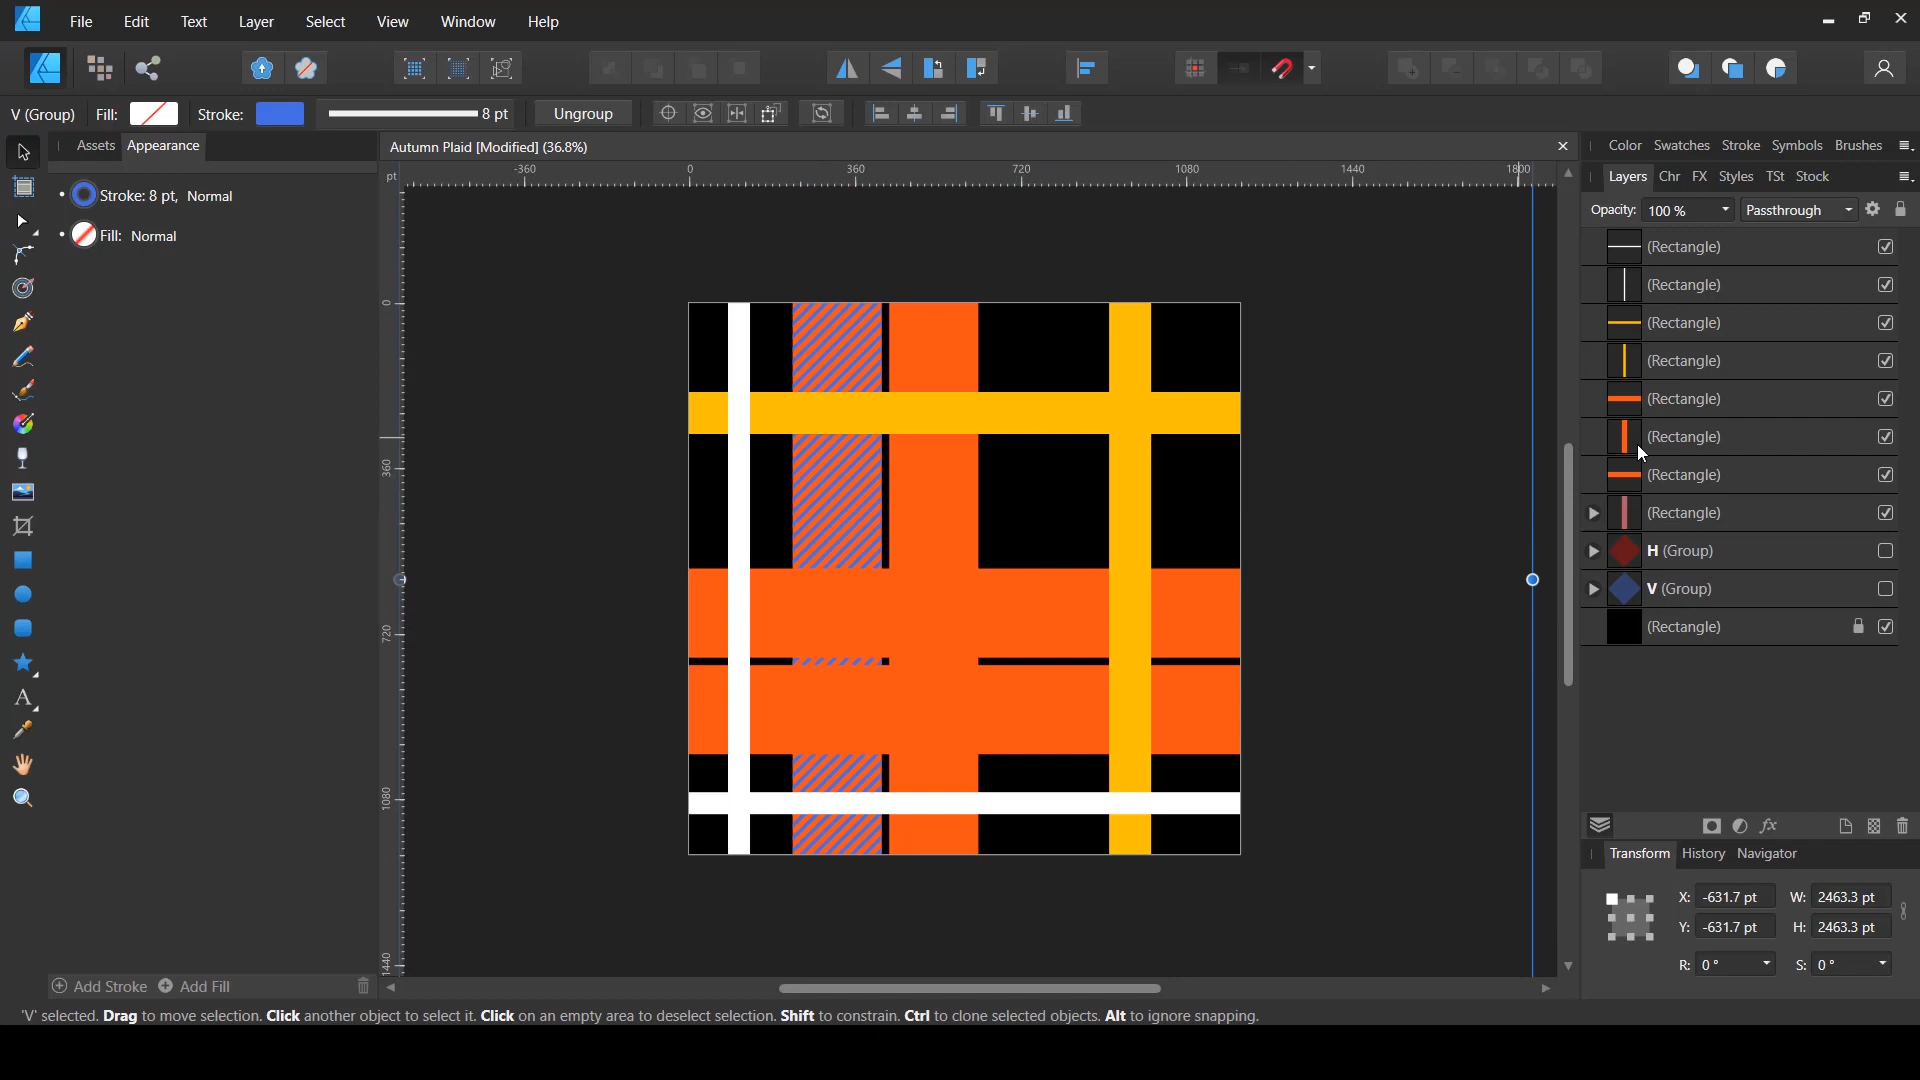 File Edit Text Layer Select View Window Help
V (Group) Fill: Stroke: 8 pt Ungroup
Assets Appearance
Stroke: 8 pt, Normal
Fill: Normal
Add Stroke Add Fill
Autumn Plaid [Modified] (36.8%)
pt -360 0 360 720 1080 1440 1800
0
360
720
1080
1440
Color Swatches Stroke Symbols Brushes
Layers Chr FX Styles TSt Stock
Opacity: 100 % Passthrough
(Rectangle)
(Rectangle)
(Rectangle)
(Rectangle)
(Rectangle)
(Rectangle)
(Rectangle)
(Rectangle)
H (Group)
V (Group)
(Rectangle)
fx
Transform History Navigator
X: -631.7 pt W: 2463.3 pt
Y: -631.7 pt H: 2463.3 pt
R: 0 ° S: 0 °
'V' selected. Drag to move selection. Click another object to select it. Click on an empty area to deselect selection. Shift to constrain. Ctrl to clone selected objects. Alt to ignore snapping.